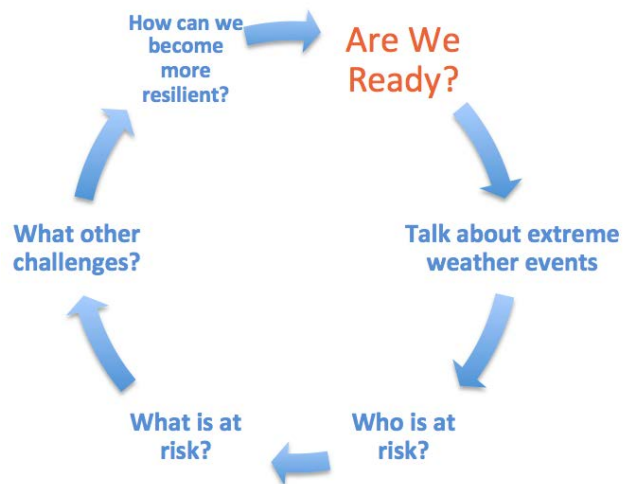 How can we
become
more
resilient?
Are We
Ready?
Talk about extreme
weather events
Who is at
risk?
What is at
risk?
What other
challenges?